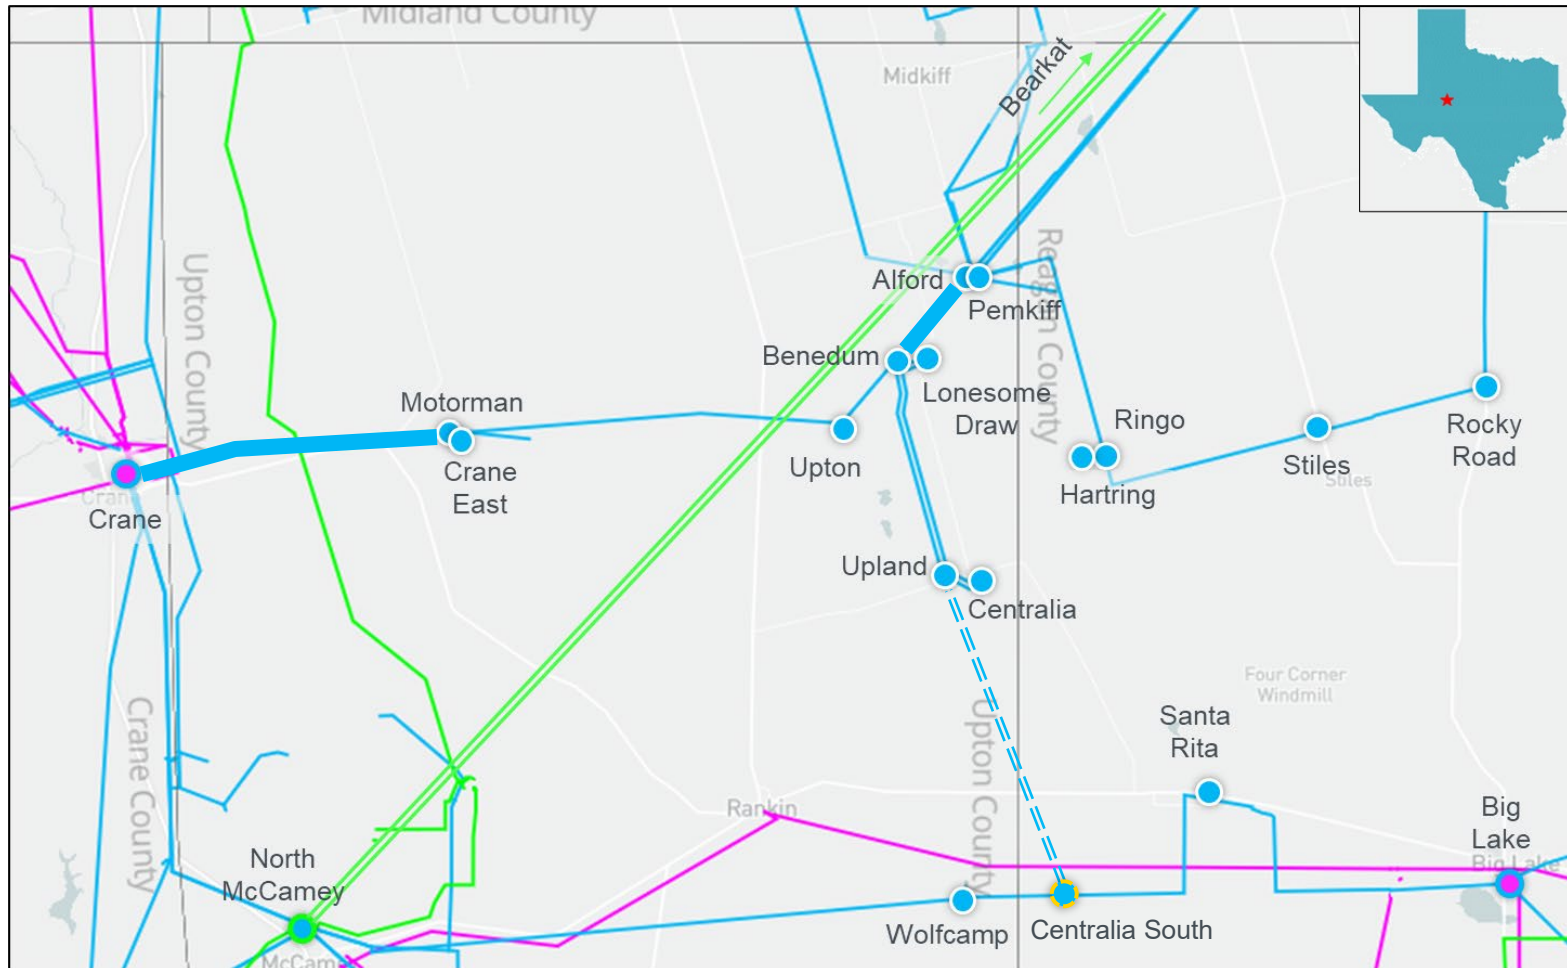 Midland County
Midkiff
Bearkat
Upton County
Reagan County
Alford
Pemkiff
Benedum
Lonesome
Draw
Motorman
Crane
East
Upton
Ringo
Hartring
Stiles
Stiles
Rocky
Road
Crane
Crane
Upland
Centralia
Four Corner
Windmill
Crane County
Upton County
Santa
Rita
Rankin
Big
Lake
Big Lake
North
McCamey
Wolfcamp
Centralia South
McCam